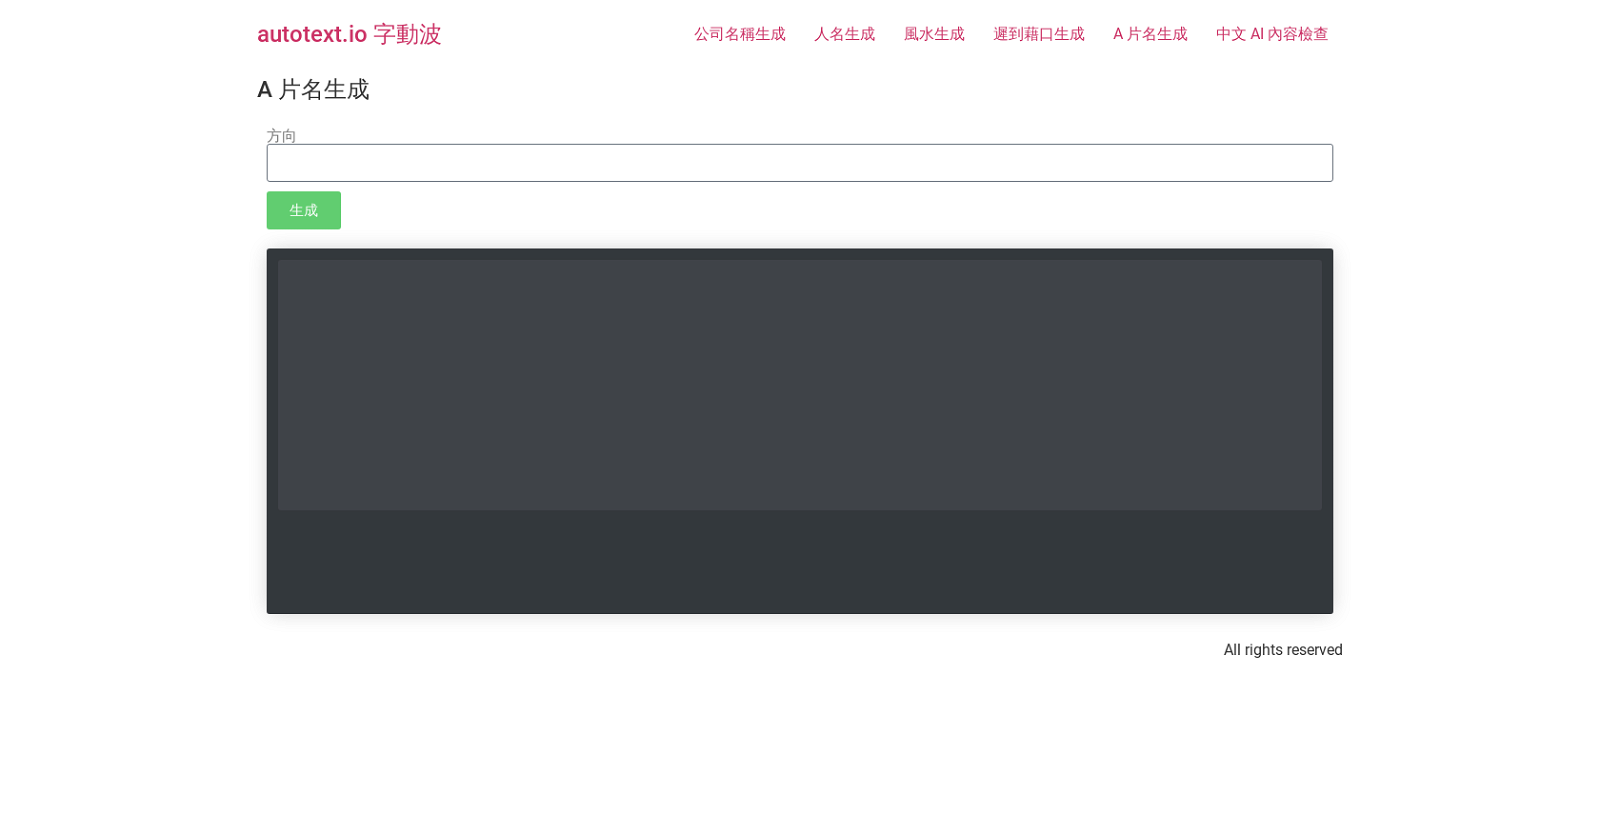 autotext.io 字動波
公司名稱生成 人名生成 風水生成 遲到藉口生成 A 片名生成 中文 AI 內容檢查
A 片名生成
方向
生成
All rights reserved